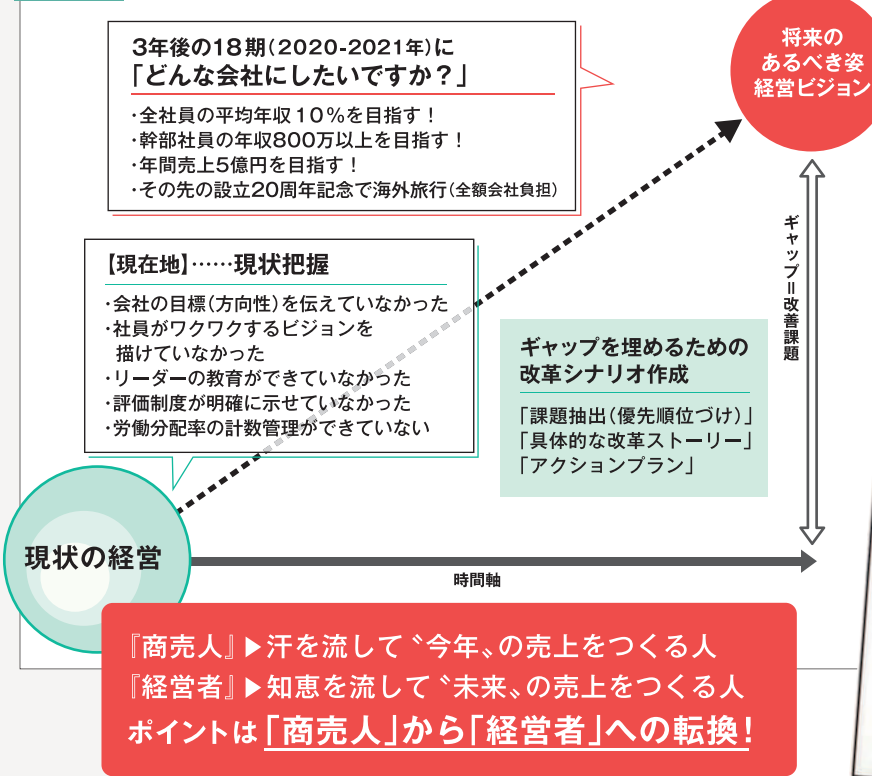 3年後の18期(2020-2021年)に
「どんな会社にしたいですか?」
・全社員の平均年収10%を目指す!
・幹部社員の年収800万以上を目指す!
・年間売上5億円を目指す!
・その先の設立20周年記念で海外旅行(全額会社負担)
将来の
あるべき姿
経営ビジョン
【現在地】……現状把握
・会社の目標(方向性)を伝えていなかった
・社員がワクワクするビジョンを
描けていなかった
・リーダーの教育ができていなかった
・評価制度が明確に示せていなかった
・労働分配率の計数管理ができていない
ギャップを埋めるための
改革シナリオ作成
「課題抽出(優先順位づけ)」
「具体的な改革ストーリー」
「アクションプラン」
ギャップ=改善課題
現状の経営
時間軸
『商売人』▶汗を流して〝今年〟の売上をつくる人
『経営者』▶知恵を流して〝未来〟の売上をつくる人
ポイントは「商売人」から「経営者」への転換!